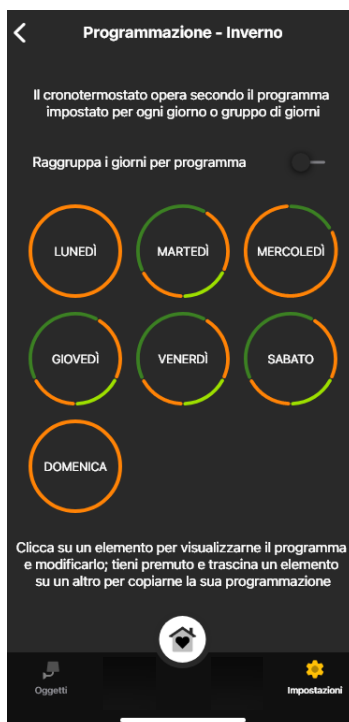 Programmazione - Inverno
Il cronotermostato opera secondo il programma
impostato per ogni giorno o gruppo di giorni
Raggruppa i giorni per programma
LUNEDÌ
MARTEDÌ
MERCOLEDÌ
GIOVEDÌ
VENERDÌ
SABATO
DOMENICA
Clicca su un elemento per visualizzarne il programma
e modificarlo; tieni premuto e trascina un elemento
su un altro per copiarne la sua programmazione
Oggetti
Impostazioni